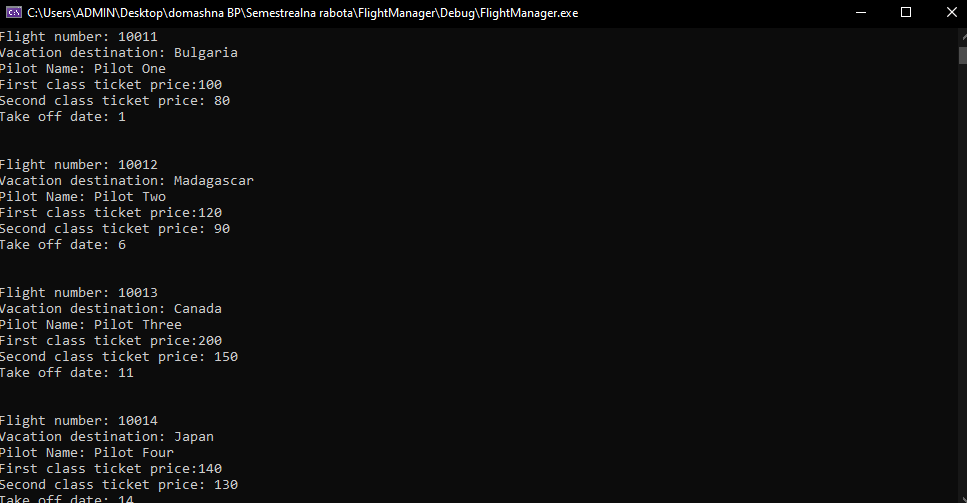 C:\Users\ADMIN\Desktop\domashna BP\Semestrealna rabota\FlightManager\Debug\FlightManager.exe
Flight number: 10011
Vacation destination: Bulgaria
Pilot Name: Pilot One
First class ticket price:100
Second class ticket price: 80
Take off date: 1
Flight number: 10012
Vacation destination: Madagascar
Pilot Name: Pilot Two
First class ticket price:120
Second class ticket price: 90
Take off date: 6
Flight number: 10013
Vacation destination: Canada
Pilot Name: Pilot Three
First class ticket price:200
Second class ticket price: 150
Take off date: 11
Flight number: 10014
Vacation destination: Japan
Pilot Name: Pilot Four
First class ticket price:140
Second class ticket price: 130
Take off date: 14